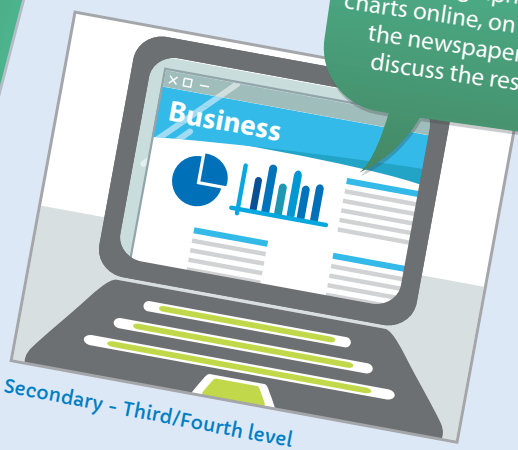 charts online, on
the newspaper
discuss the res
Business
Secondary - Third/Fourth level